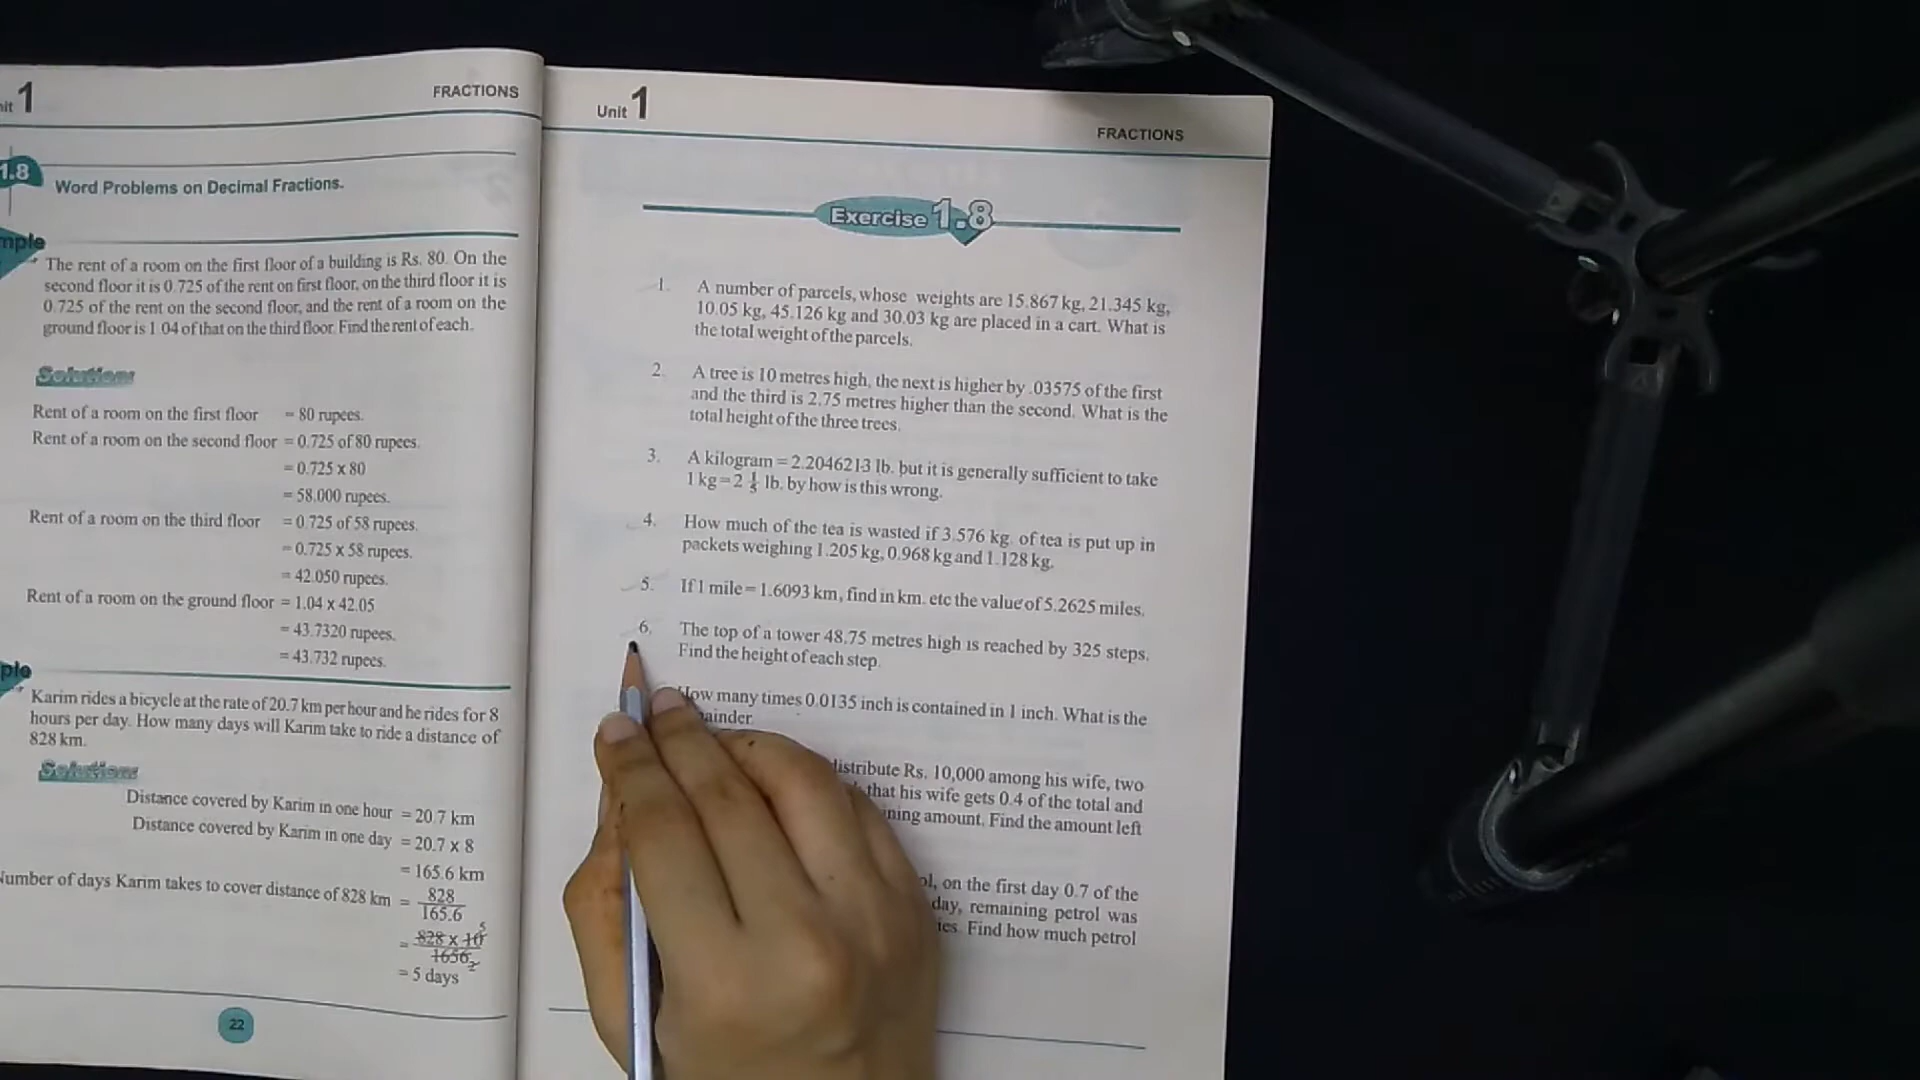 1
FRACTIONS
1.8
Word Problems on Decimal Fractions.
The rent of a room on the first floor of a building is Rs. 80. On the
second floor it is 0.725 of the rent on first floor, on the third floor it is
0.725 of the rent on the second floor, and the rent of a room on the
ground floor is 1.04 of that on the third floor. Find the rent of each.
Solution:
Rent of a room on the first floor = 80 rupees.
Rent of a room on the second floor = 0.725 of 80 rupees.
= 0.725 x 80
= 58.000 rupees.
Rent of a room on the third floor = 0.725 of 58 rupees.
= 0.725 x 58 rupees.
= 42.050 rupees.
Rent of a room on the ground floor = 1.04 x 42.05
= 43.7320 rupees.
= 43.732 rupees.
Karim rides a bicycle at the rate of 20.7 km per hour and he rides for 8
hours per day. How many days will Karim take to ride a distance of
828 km.
Solution:
Distance covered by Karim in one hour = 20.7 km
Distance covered by Karim in one day = 20.7 x 8
= 165.6 km
Number of days Karim takes to cover distance of 828 km = 828
165.6
= 828 x 10 5
1656 2
= 5 days
22
Unit 1
FRACTIONS
Exercise 1.8
1. A number of parcels, whose weights are 15.867 kg, 21.345 kg,
10.05 kg, 45.126 kg and 30.03 kg are placed in a cart. What is
the total weight of the parcels.
2. A tree is 10 metres high, the next is higher by .03575 of the first
and the third is 2.75 metres higher than the second. What is the
total height of the three trees.
3. A kilogram = 2.2046213 lb. but it is generally sufficient to take
1 kg = 2 1/5 lb. by how is this wrong.
4. How much of the tea is wasted if 3.576 kg. of tea is put up in
packets weighing 1.205 kg, 0.968 kg and 1.128 kg.
5. If 1 mile = 1.6093 km, find in km. etc the value of 5.2625 miles.
6. The top of a tower 48.75 metres high is reached by 325 steps.
Find the height of each step.
How many times 0.0135 inch is contained in 1 inch. What is the
distribute Rs. 10,000 among his wife, two
that his wife gets 0.4 of the total and
amount. Find the amount left
on the first day 0.7 of the
day, remaining petrol was
Find how much petrol